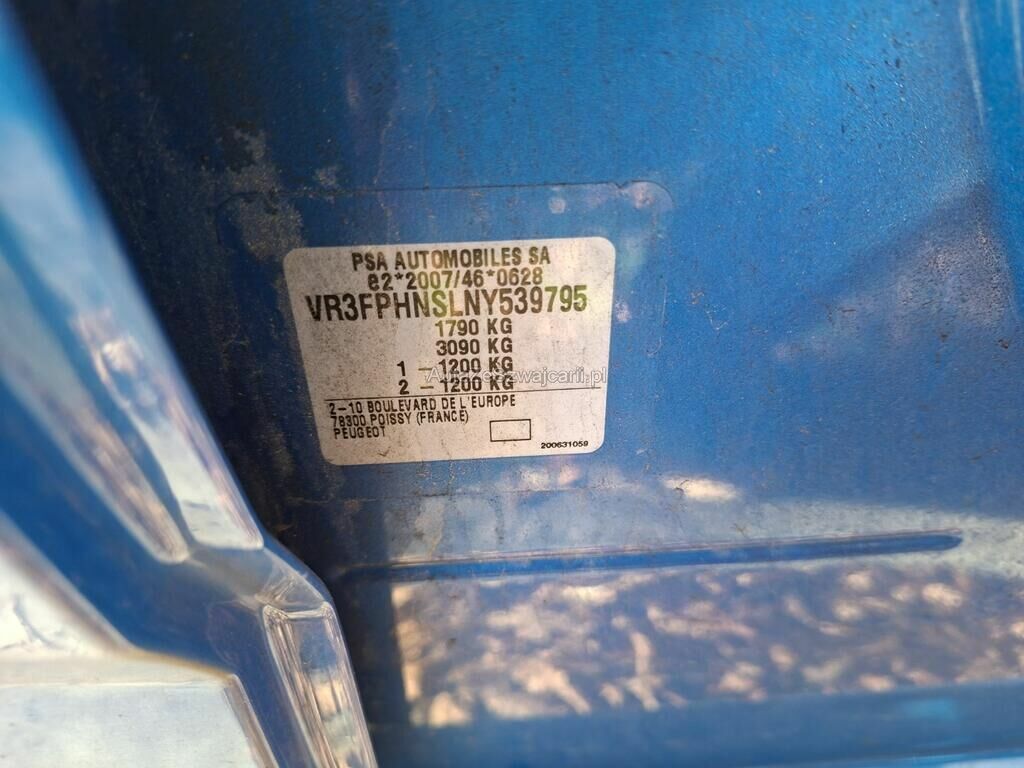 PSA AUTOMOBILES SA
e2*2007/46*0628
VR3FPHNSLNY539795
1790 KG
3090 KG
1 - 1200 KG
2 - 1200 KG
2-10 BOULEVARD DE L'EUROPE
78300 POISSY (FRANCE)
PEUGEOT
200631059